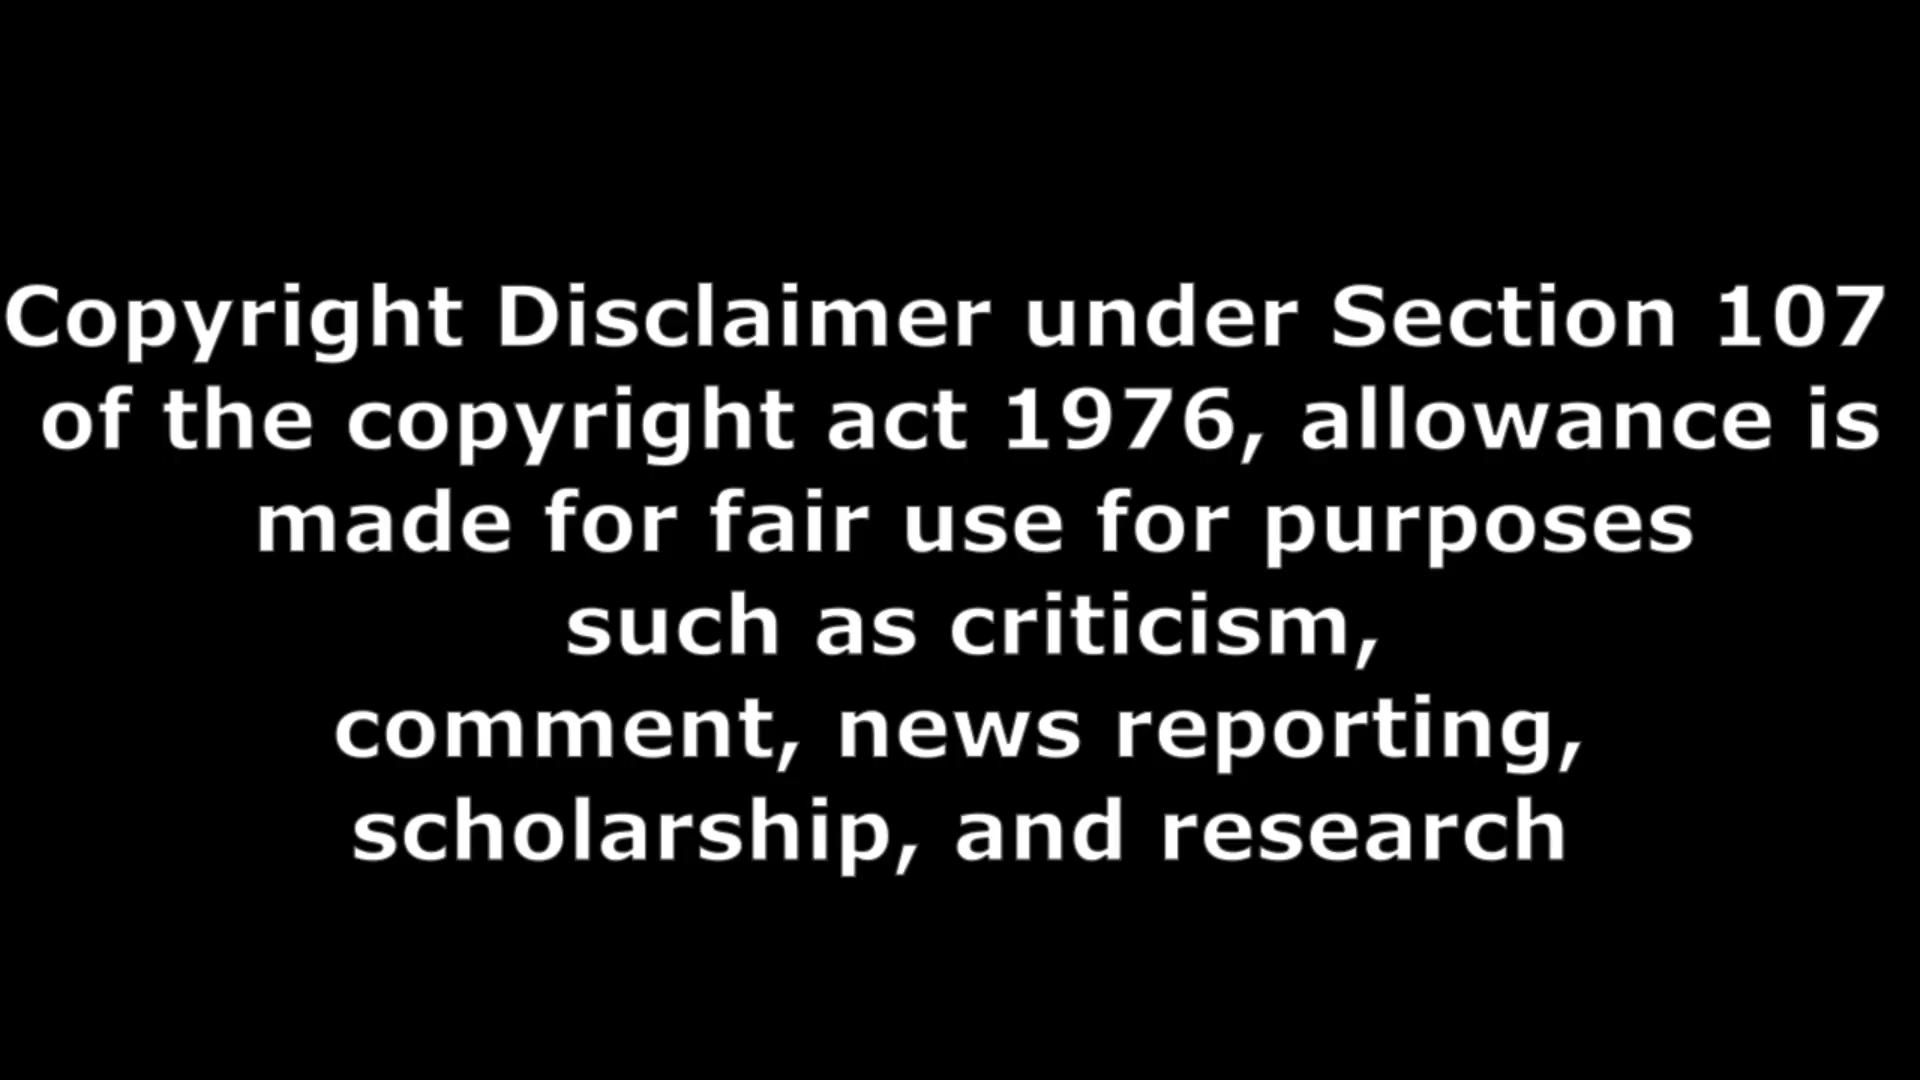 Copyright Disclaimer under Section 107
of the copyright act 1976, allowance is
made for fair use for purposes
such as criticism,
comment, news reporting,
scholarship, and research